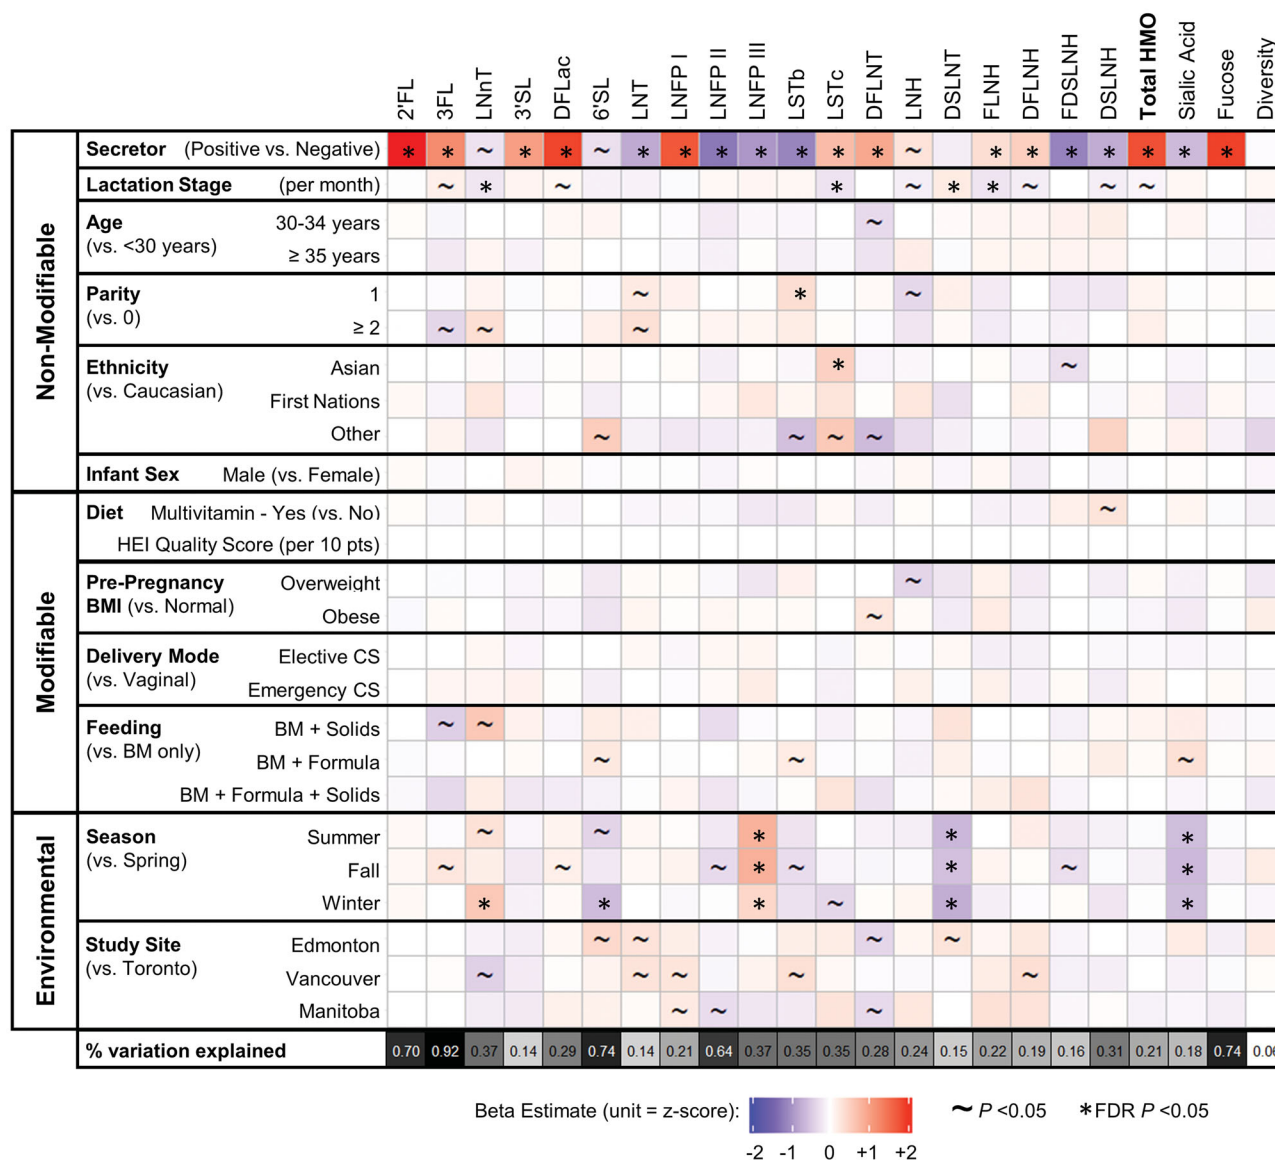 2'FL 3FL LNnT 3'SL DFLac 6'SL LNT LNFP I LNFP II LNFP III LSTb LSTc DFLNT LNH DSLNT FLNH DFLNH FDSLNH DSLNH Total HMO Sialic Acid Fucose Diversity
Non-Modifiable
Secretor (Positive vs. Negative) * * ~ * * ~ * * * * * * * ~ * * * * * * *
Lactation Stage (per month) ~ * ~ * ~ * * ~ ~ ~
Age 30-34 years ~
(vs. <30 years) ≥ 35 years
Parity 1 ~ * ~
(vs. 0) ≥ 2 ~ ~ ~
Ethnicity Asian * ~
(vs. Caucasian) First Nations
Other ~ ~ ~ ~
Infant Sex Male (vs. Female)
Modifiable
Diet Multivitamin - Yes (vs. No) ~
HEI Quality Score (per 10 pts)
Pre-Pregnancy Overweight ~
BMI (vs. Normal) Obese ~
Delivery Mode Elective CS
(vs. Vaginal) Emergency CS
Feeding BM + Solids ~ ~
(vs. BM only) BM + Formula ~ ~ ~
BM + Formula + Solids
Environmental
Season Summer ~ ~ * * *
(vs. Spring) Fall ~ ~ ~ * ~ * ~ *
Winter * * * ~ * *
Study Site Edmonton ~ ~ ~ ~
(vs. Toronto) Vancouver ~ ~ ~ ~ ~
Manitoba ~ ~ ~
% variation explained 0.70 0.92 0.37 0.14 0.29 0.74 0.14 0.21 0.64 0.37 0.35 0.35 0.28 0.24 0.15 0.22 0.19 0.16 0.31 0.21 0.18 0.74 0.06
Beta Estimate (unit = z-score): ~ P <0.05 *FDR P <0.05
-2 -1 0 +1 +2